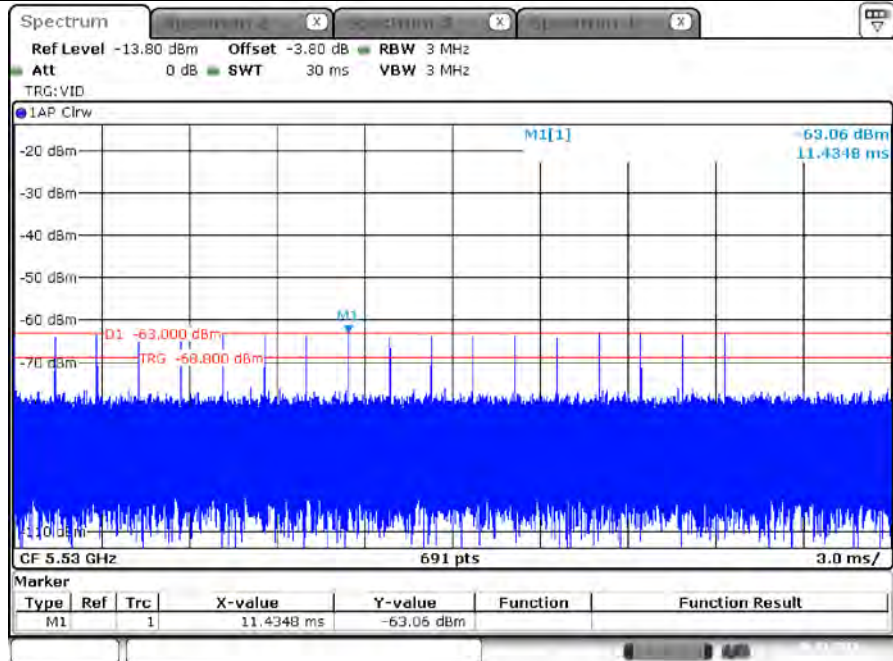 Spectrum Spectrum 2 X Spectrum 3 X X
Ref Level -13.80 dBm Offset -3.80 dB RBW 3 MHz
Att 0 dB SWT 30 ms VBW 3 MHz
TRG:VID
1AP Clrw
M1[1] -63.06 dBm
11.4348 ms
-20 dBm
-30 dBm
-40 dBm
-50 dBm
-60 dBm
M1
D1 -63.000 dBm
-70 dBm
TRG -68.800 dBm
-110 dBm
CF 5.53 GHz 691 pts 3.0 ms/
Marker
Type Ref Trc X-value Y-value Function Function Result
M1 1 11.4348 ms -63.06 dBm